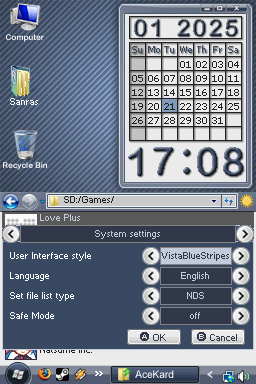 Computer
Sanras
Recycle Bin
01 2025
Su Mo Tu We Th Fr Sa
01 02 03 04
05 06 07 08 09 10 11
12 13 14 15 16 17 18
19 20 21 22 23 24 25
26 27 28 29 30 31
17:08
SD:/Games/
Love Plus
System settings
User Interface style VistaBlueStripes
Language English
Set file list type NDS
Safe Mode off
A OK B Cancel
Natsume Inc.
AceKard